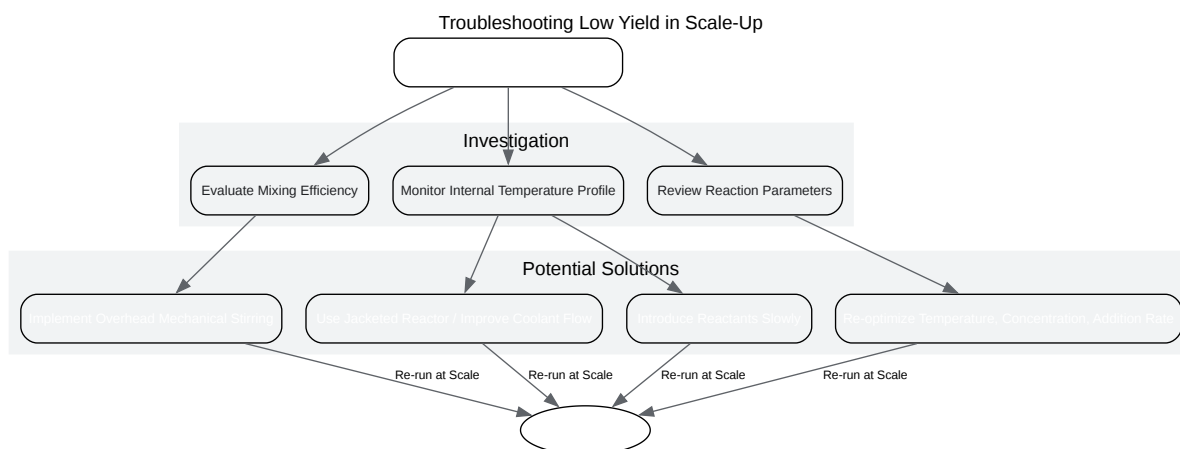 Troubleshooting Low Yield in Scale-Up
Investigation
Evaluate Mixing Efficiency
Monitor Internal Temperature Profile
Review Reaction Parameters
Potential Solutions
Implement Overhead Mechanical Stirring
Use Jacketed Reactor / Improve Coolant Flow
Introduce Reactants Slowly
Re-optimize Temperature, Concentration, Addition Rate
Re-run at Scale
Re-run at Scale
Re-run at Scale
Re-run at Scale